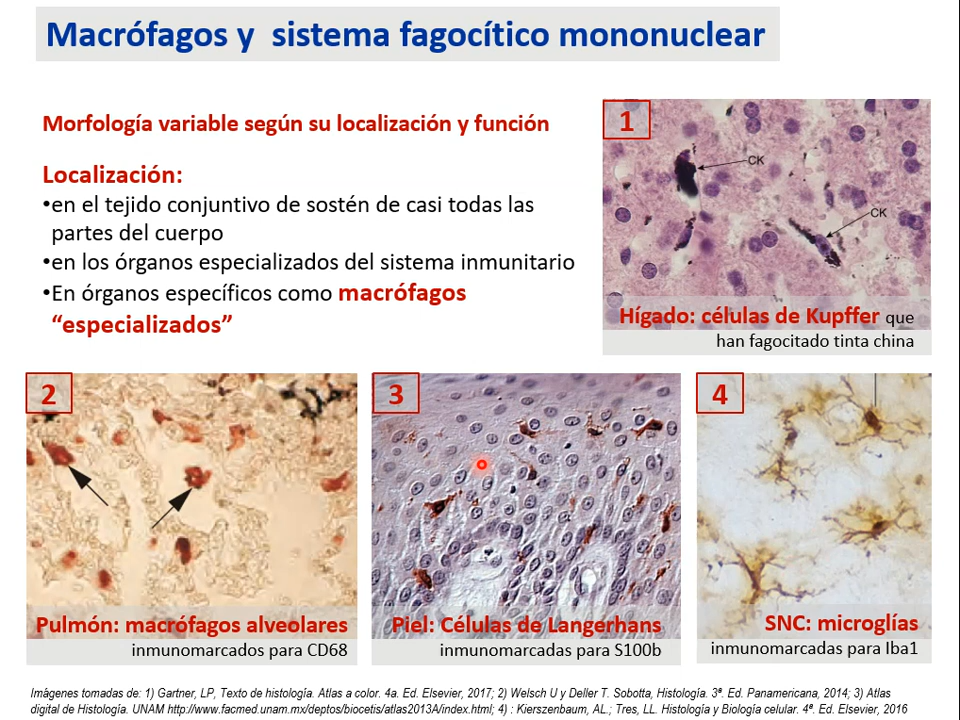 Macrófagos y sistema fagocítico mononuclear
Morfología variable según su localización y función
Localización:
•en el tejido conjuntivo de sostén de casi todas las
partes del cuerpo
•en los órganos especializados del sistema inmunitario
•En órganos específicos como macrófagos
“especializados”
1
CK
CK
Hígado: células de Kupffer que
han fagocitado tinta china
2
Pulmón: macrófagos alveolares
inmunomarcados para CD68
3
Piel: Células de Langerhans
inmunomarcadas para S100b
4
SNC: microglías
inmunomarcadas para Iba1
Imágenes tomadas de: 1) Gartner, LP, Texto de histología. Atlas a color. 4a. Ed. Elsevier, 2017; 2) Welsch U y Deller T. Sobotta, Histología. 3ª. Ed. Panamericana, 2014; 3) Atlas
digital de Histología. UNAM http://www.facmed.unam.mx/deptos/biocetis/atlas2013A/index.html; 4) : Kierszenbaum, AL.; Tres, LL. Histología y Biología celular. 4ª. Ed. Elsevier, 2016